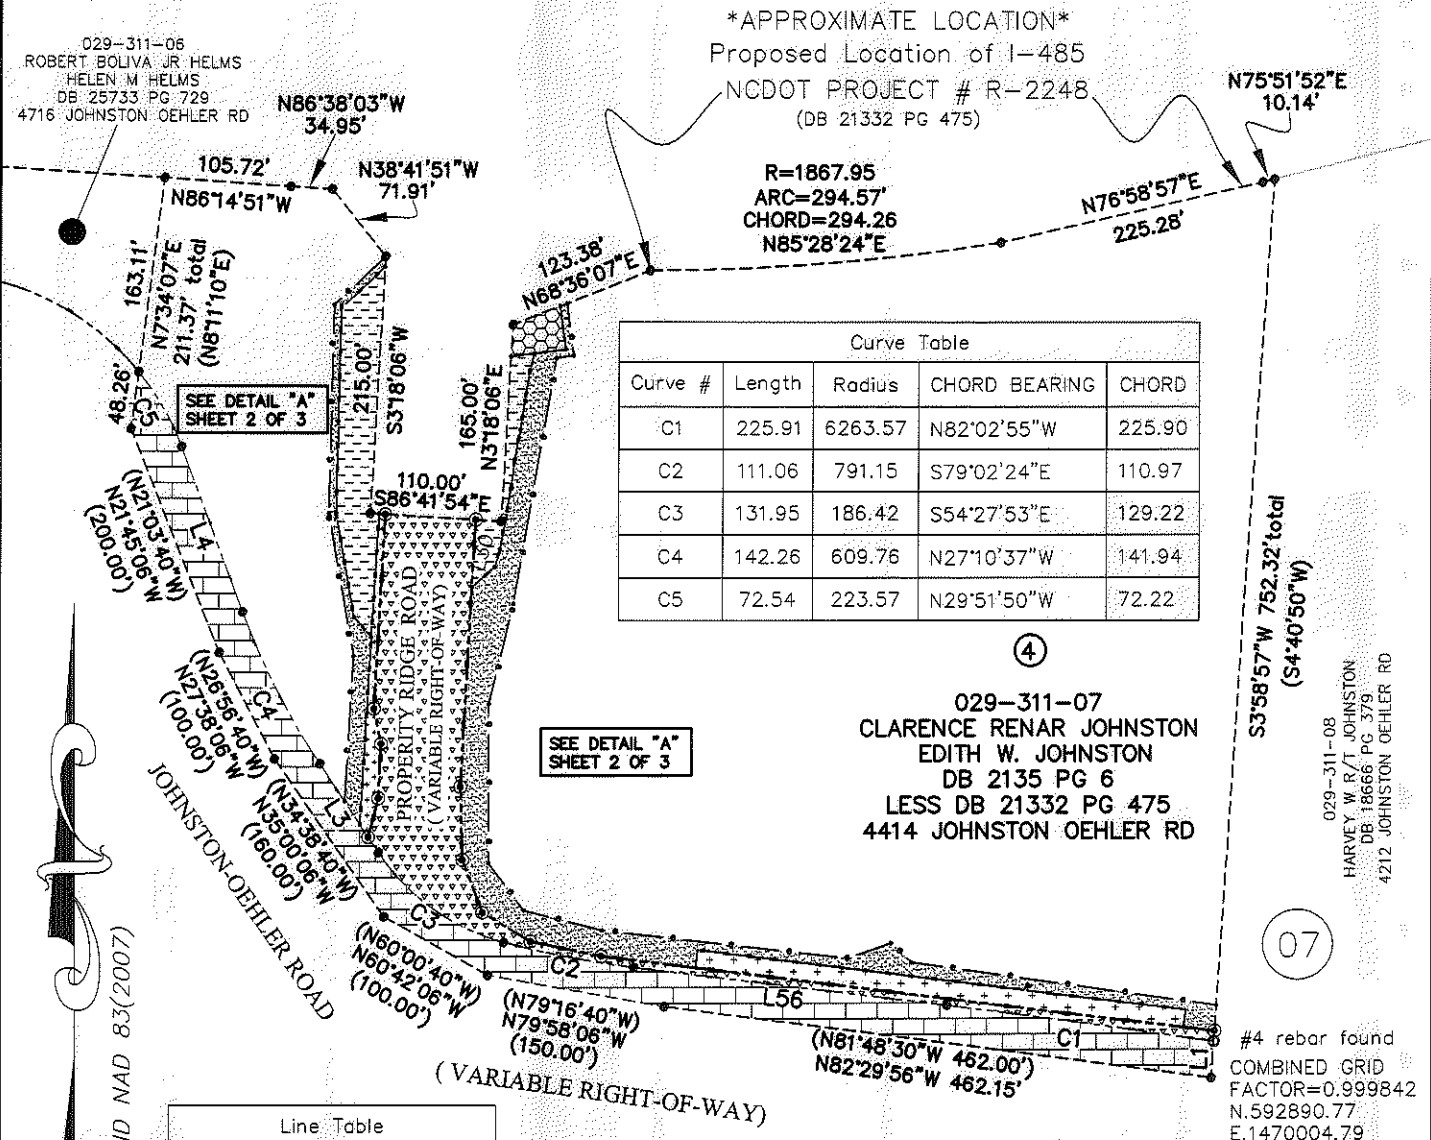 *APPROXIMATE LOCATION*
Proposed Location of I-485
NCDOT PROJECT # R-2248
(DB 21332 PG 475)
029-311-06
ROBERT BOLIVA JR HELMS
HELEN M HELMS
DB 25733 PG 729
4716 JOHNSTON OEHLER RD
N86°38'03"W
34.95'
N75°51'52"E
10.14'
105.72'
N86°14'51"W
N38°41'51"W
71.91'
R=1867.95
ARC=294.57'
CHORD=294.26
N85°28'24"E
N76°58'57"E
225.28'
123.38'
N68°36'07"E
163.11'
N7°34'07"E
211.37' total
(N8°11'10"E)
48.26'
C5
SEE DETAIL "A"
SHEET 2 OF 3
215.00'
S3°18'06"W
165.00'
N3°18'06"E
110.00'
S86°41'54"E
Curve Table
Curve # Length Radius CHORD BEARING CHORD
C1 225.91 6263.57 N82°02'55"W 225.90
C2 111.06 791.15 S79°02'24"E 110.97
C3 131.95 186.42 S54°27'53"E 129.22
C4 142.26 609.76 N27°10'37"W 141.94
C5 72.54 223.57 N29°51'50"W 72.22
(N21°03'40"W)
N21°45'06"W
(200.00')
L4
PROPERITY RIDGE ROAD
(VARIABLE RIGHT-OF-WAY)
S3°58'57"W 752.32' total
(S4°40'50"W)
4
029-311-07
CLARENCE RENAR JOHNSTON
EDITH W. JOHNSTON
DB 2135 PG 6
LESS DB 21332 PG 475
4414 JOHNSTON OEHLER RD
029-311-08
HARVEY W. R/T JOHNSTON
DB 18666 PG 379
4212 JOHNSTON OEHLER RD
(N26°56'40"W)
N27°38'06"W
(100.00')
C4
SEE DETAIL "A"
SHEET 2 OF 3
(N34°38'40"W)
N35°00'06"W
(160.00')
L3
JOHNSTON-OEHLER ROAD
C3
(N60°00'40"W)
N60°42'06"W
(100.00')
C2
L56
C1
L1
07
(N79°16'40"W)
N79°58'06"W
(150.00')
(N81°48'30"W 462.00')
N82°29'56"W 462.15'
( VARIABLE RIGHT-OF-WAY)
#4 rebar found
COMBINED GRID
FACTOR=0.999842
N.592890.77
E.1470004.79
NAD 83(2007)
Line Table